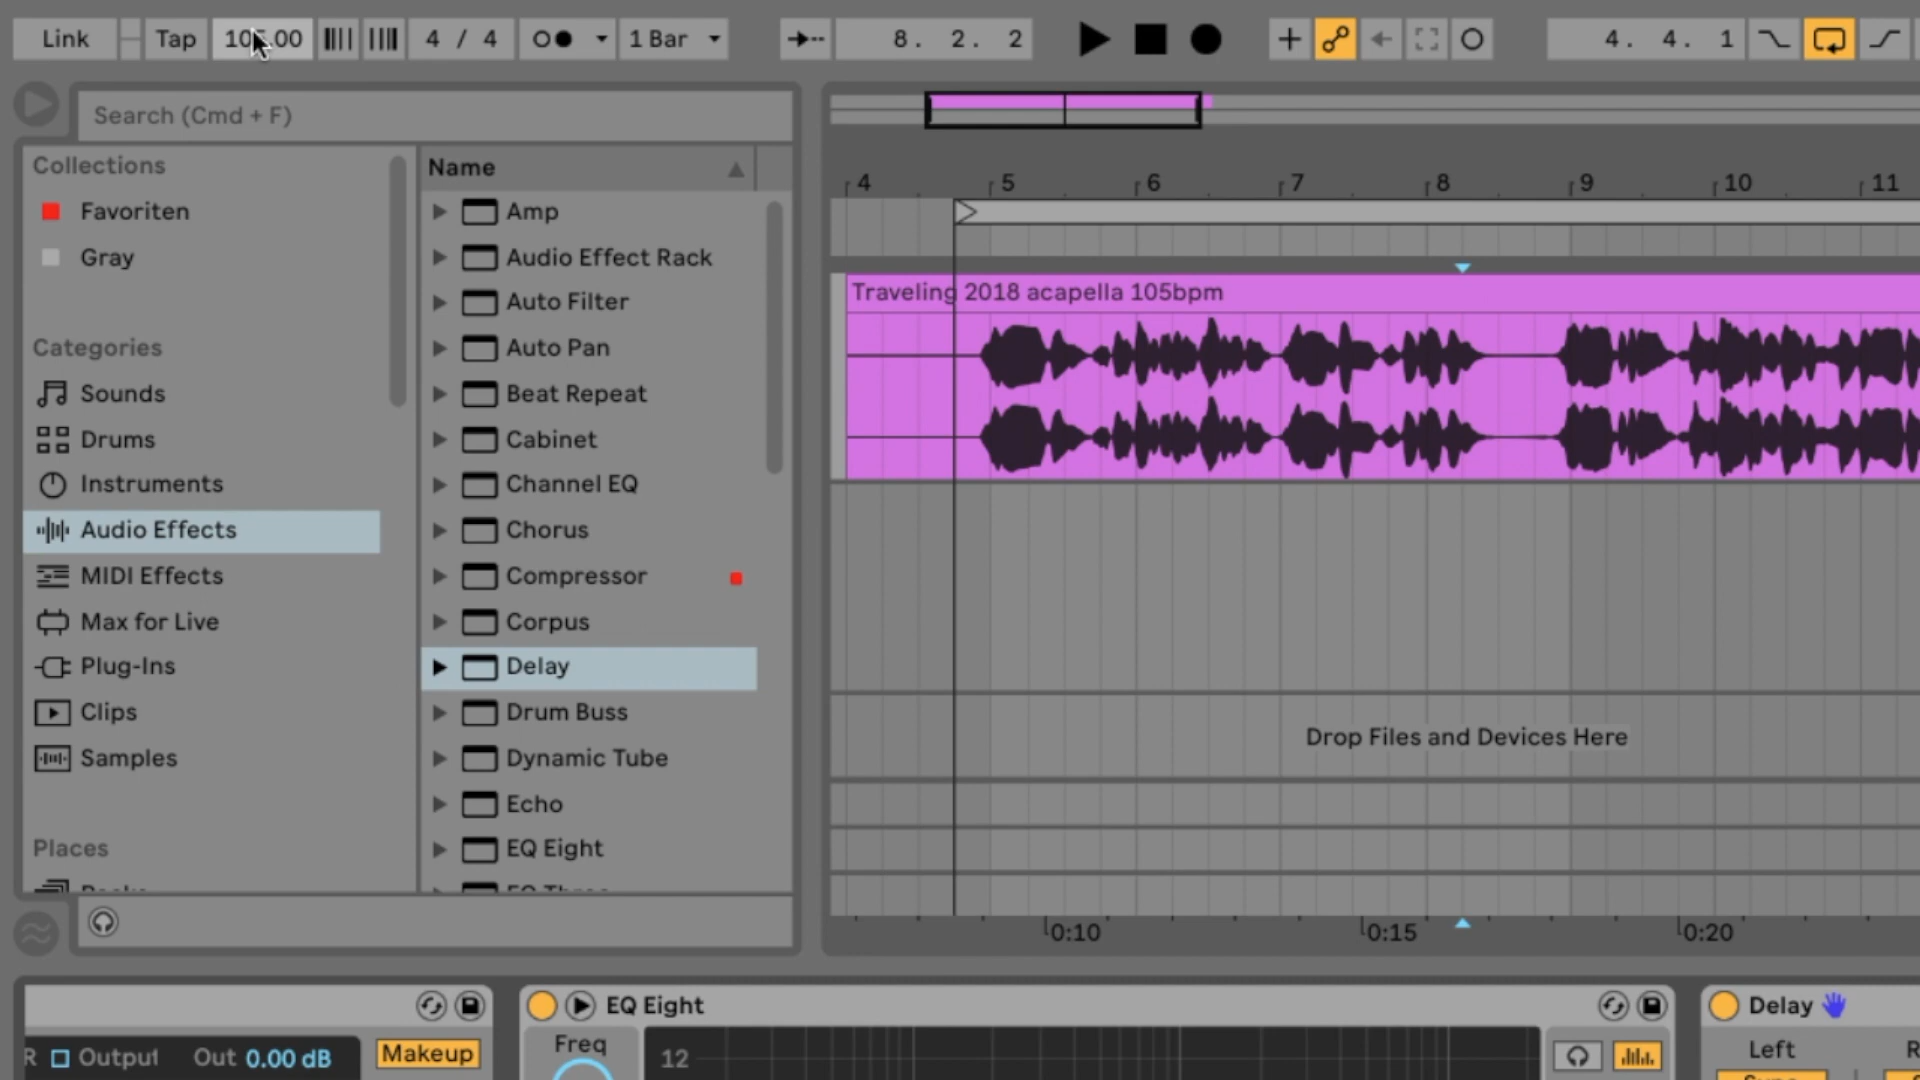 Link
Tap
4 / 4
1 Bar
8. 2. 2
4. 4. 1
Search (Cmd + F)
Collections
Favoriten
Gray
Categories
Sounds
Drums
Instruments
Audio Effects
MIDI Effects
Max for Live
Plug-Ins
Clips
Samples
Places
Name
Amp
Audio Effect Rack
Auto Filter
Auto Pan
Beat Repeat
Cabinet
Channel EQ
Chorus
Compressor
Corpus
Delay
Drum Buss
Dynamic Tube
Echo
EQ Eight
4 5 6 7 8 9 10 11
Traveling 2018 acapella 105bpm
Drop Files and Devices Here
0:10 0:15 0:20
R Output Out 0.00 dB Makeup
EQ Eight
Freq
12
Delay
Left
R